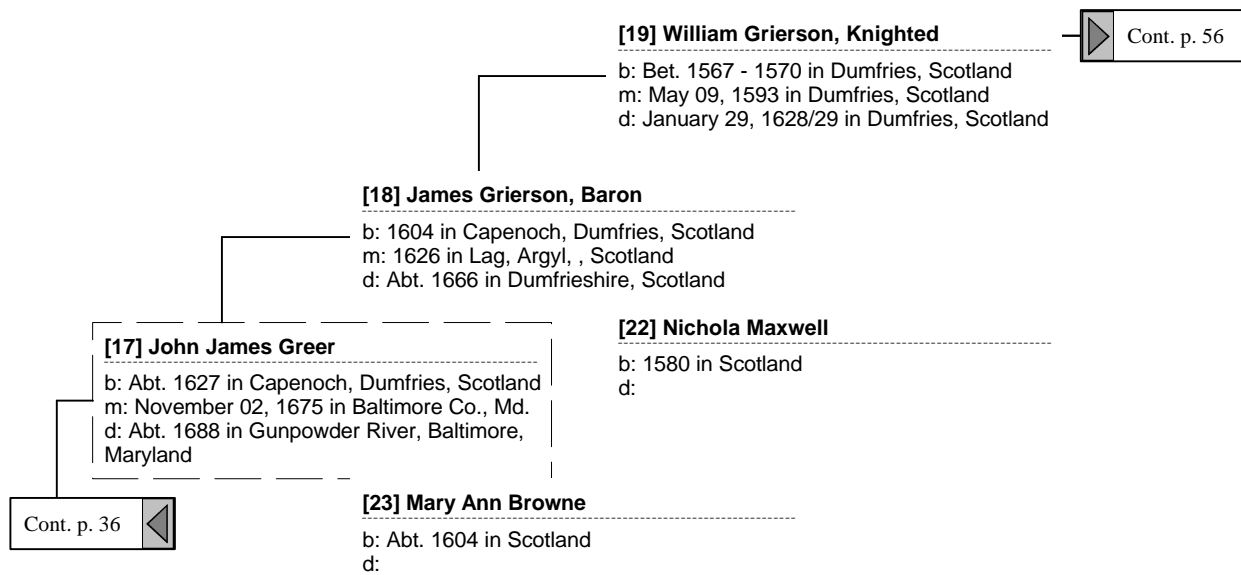 [19] William Grierson, Knighted
Cont. p. 56
b: Bet. 1567 - 1570 in Dumfries, Scotland
m: May 09, 1593 in Dumfries, Scotland
d: January 29, 1628/29 in Dumfries, Scotland
[18] James Grierson, Baron
b: 1604 in Capenoch, Dumfries, Scotland
m: 1626 in Lag, Argyl, , Scotland
d: Abt. 1666 in Dumfrieshire, Scotland
[22] Nichola Maxwell
b: 1580 in Scotland
d:
[17] John James Greer
b: Abt. 1627 in Capenoch, Dumfries, Scotland
m: November 02, 1675 in Baltimore Co., Md.
d: Abt. 1688 in Gunpowder River, Baltimore,
Maryland
Cont. p. 36
[23] Mary Ann Browne
b: Abt. 1604 in Scotland
d: